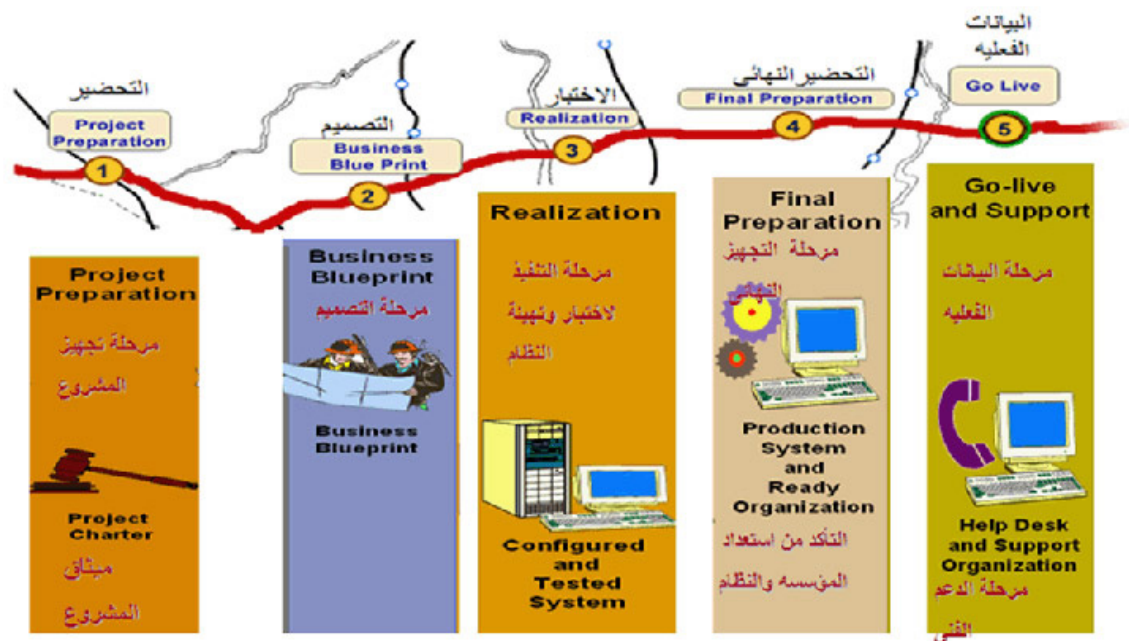 التحضير
Project
Preparation
1
التصميم
Business
Blue Print
2
الاختبار
Realization
3
التحضير النهائى
Final Preparation
4
البيانات
الفعليه
Go Live
5
Project
Preparation
مرحلة تجهيز
المشروع
Project
Charter
ميثاق
المشروع
Business
Blueprint
مرحلة التصميم
Business
Blueprint
Realization
مرحلة التنفيذ
لاختبار وتهيئة
النظام
Configured
and
Tested
System
Final
Preparation
مرحلة التجهيز
النهائى
Production
System
and
Ready
Organization
التأكد من استعداد
المؤسسه والنظام
Go-live
and Support
مرحلة البيانات
الفعليه
Help Desk
and Support
Organization
مرحلة الدعم
الفنى